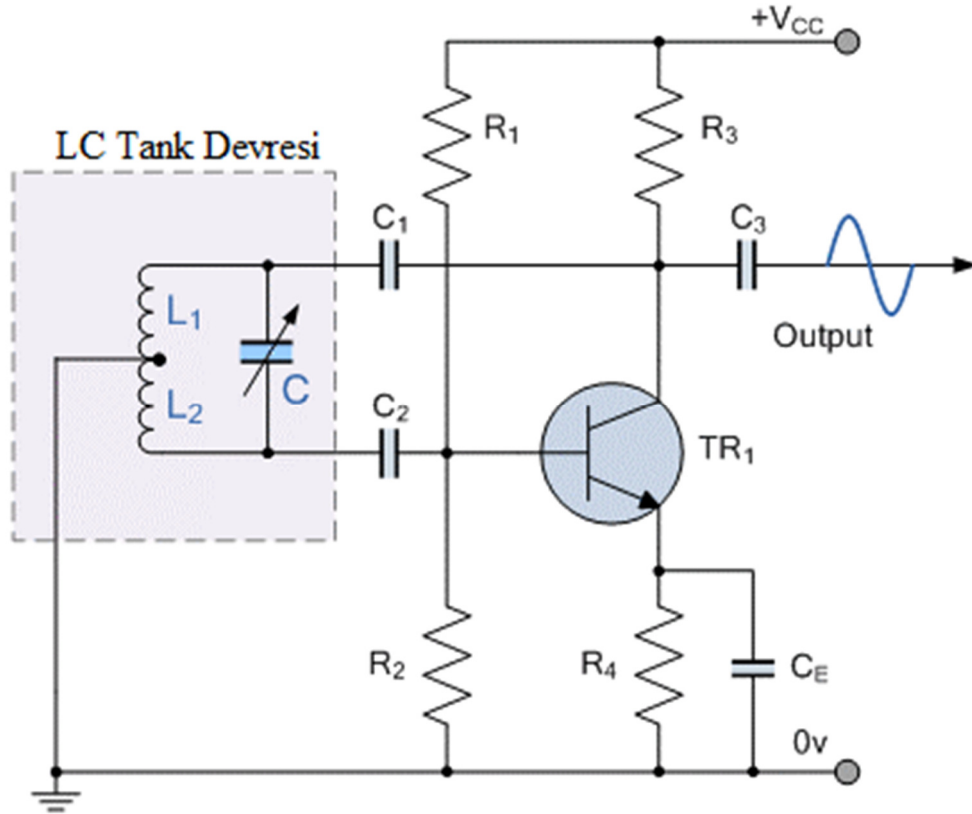 +VCC
R1
R3
LC Tank Devresi
C1
C3
L1
Output
C
L2
C2
TR1
R2
R4
CE
0v